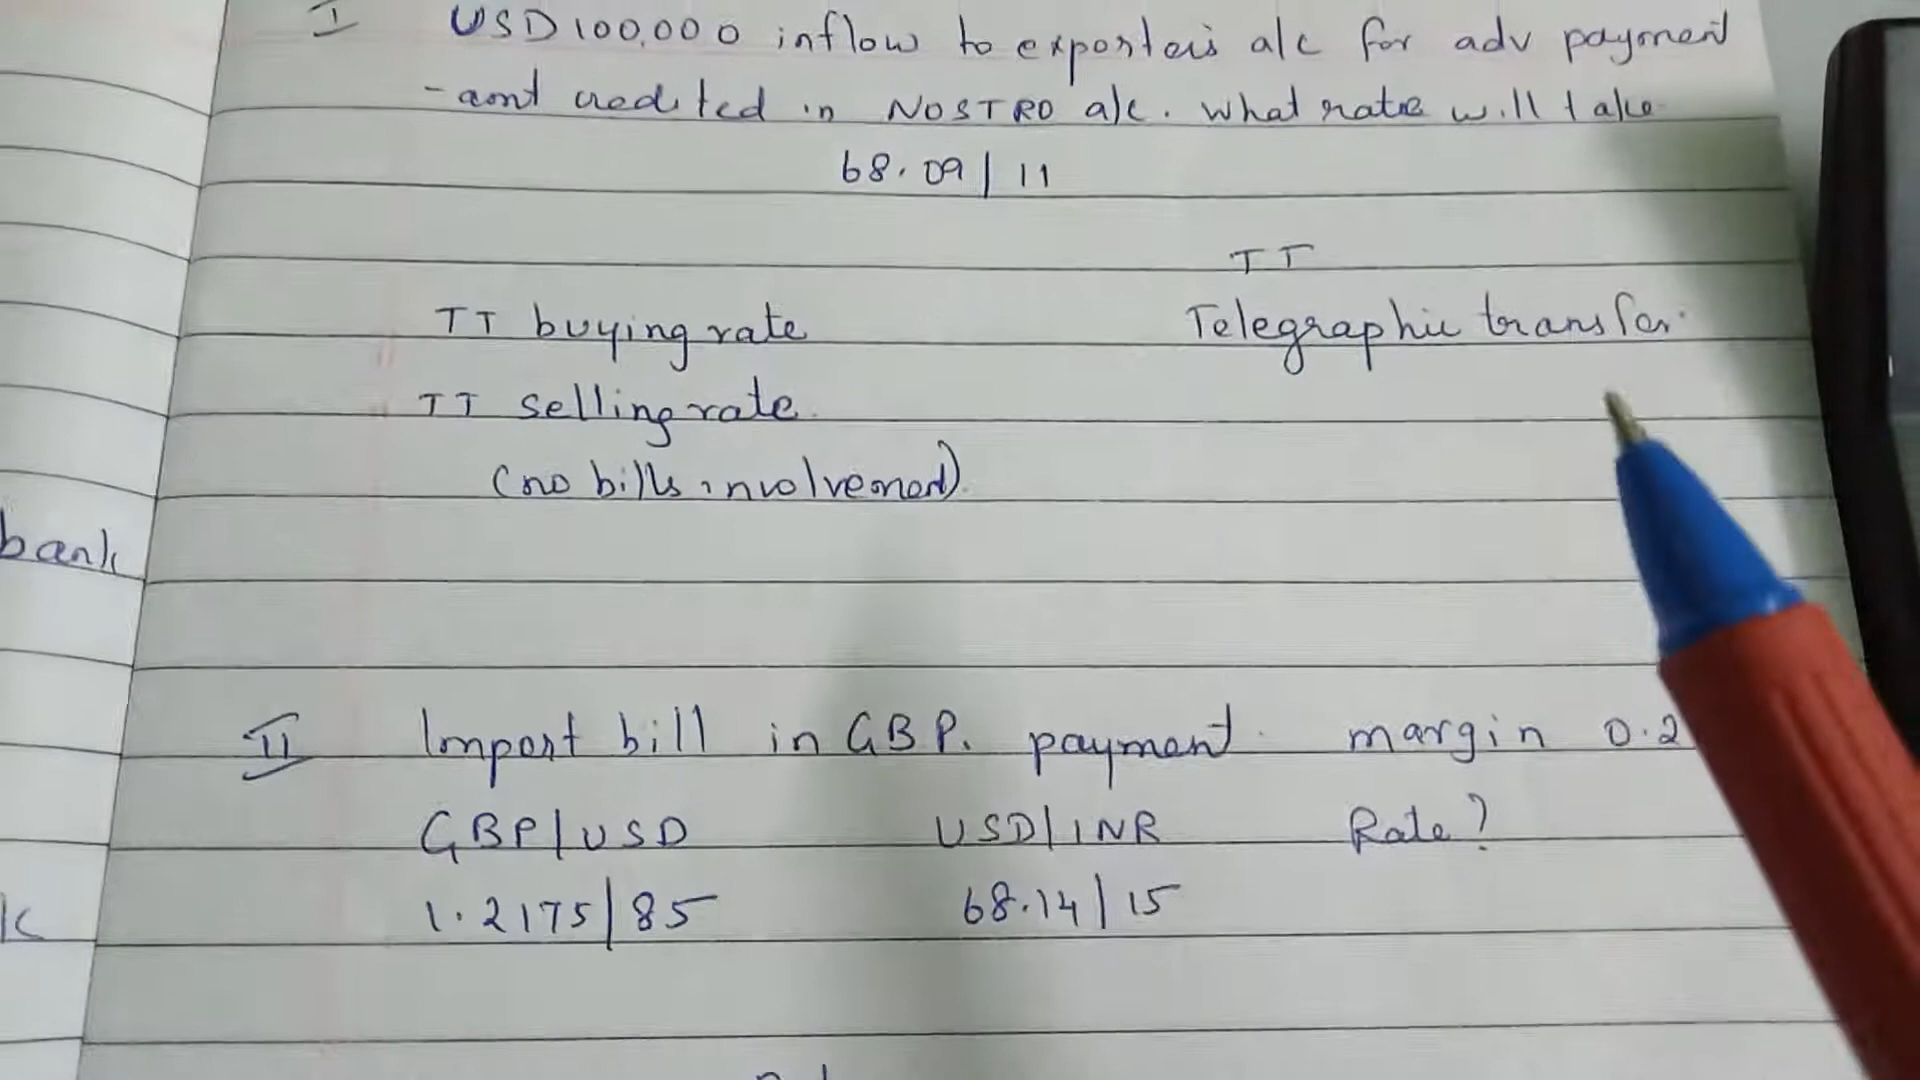 I USD 100,000 inflow to exporter's a/c for adv payment
- amt credited in NOSTRO a/c. What rate will take
68.09 | 11
TT
TT buying rate Telegraphic transfer
TT selling rate.
(no bills involvement).
bank
II Import bill in GBP. payment. margin 0.2
GBP/USD USD/INR Rate?
1.2175 | 85 68.14 | 15